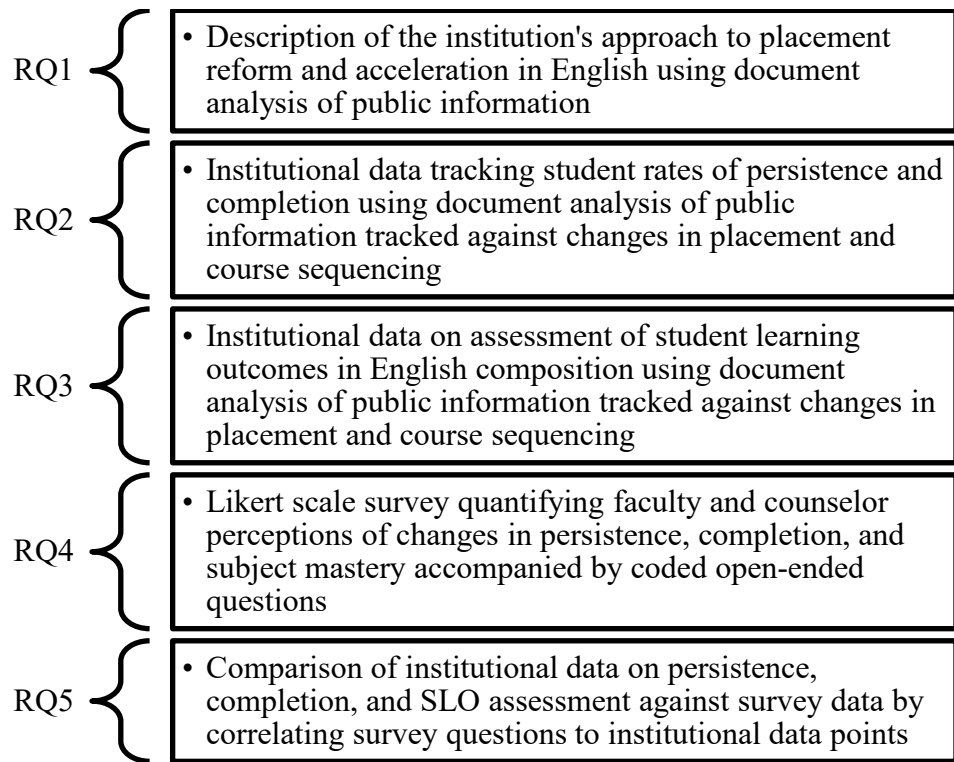 RQ1
• Description of the institution's approach to placement
reform and acceleration in English using document
analysis of public information
RQ2
• Institutional data tracking student rates of persistence and
completion using document analysis of public
information tracked against changes in placement and
course sequencing
RQ3
• Institutional data on assessment of student learning
outcomes in English composition using document
analysis of public information tracked against changes in
placement and course sequencing
RQ4
• Likert scale survey quantifying faculty and counselor
perceptions of changes in persistence, completion, and
subject mastery accompanied by coded open-ended
questions
RQ5
• Comparison of institutional data on persistence,
completion, and SLO assessment against survey data by
correlating survey questions to institutional data points